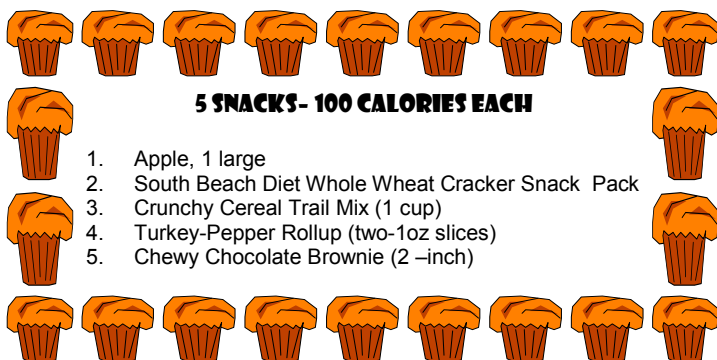 5 SNACKS- 100 CALORIES EACH
1. Apple, 1 large
2. South Beach Diet Whole Wheat Cracker Snack Pack
3. Crunchy Cereal Trail Mix (1 cup)
4. Turkey-Pepper Rollup (two-1oz slices)
5. Chewy Chocolate Brownie (2 –inch)